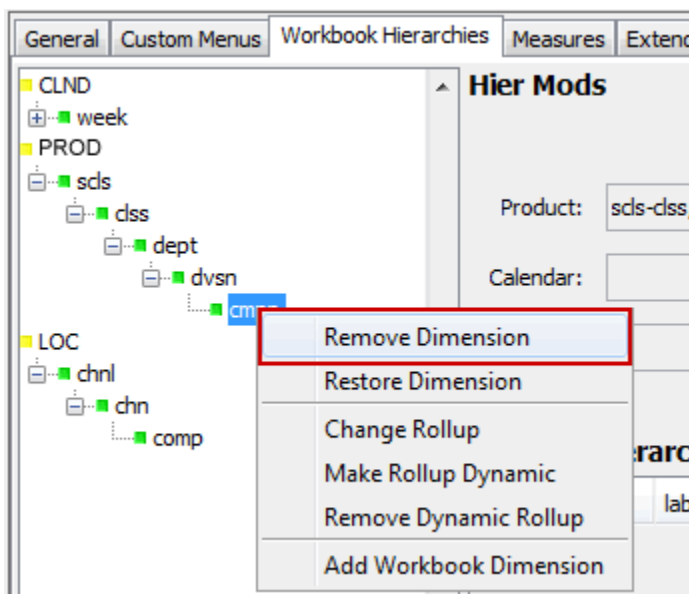 General Custom Menus Workbook Hierarchies Measures
CLND
week
PROD
scls
clss
dept
dvsn
LOC
chnl
chn
comp
Hier Mods
Product: scls-clss,
Calendar:
Remove Dimension
Restore Dimension
Change Rollup
Make Rollup Dynamic
Remove Dynamic Rollup
Add Workbook Dimension